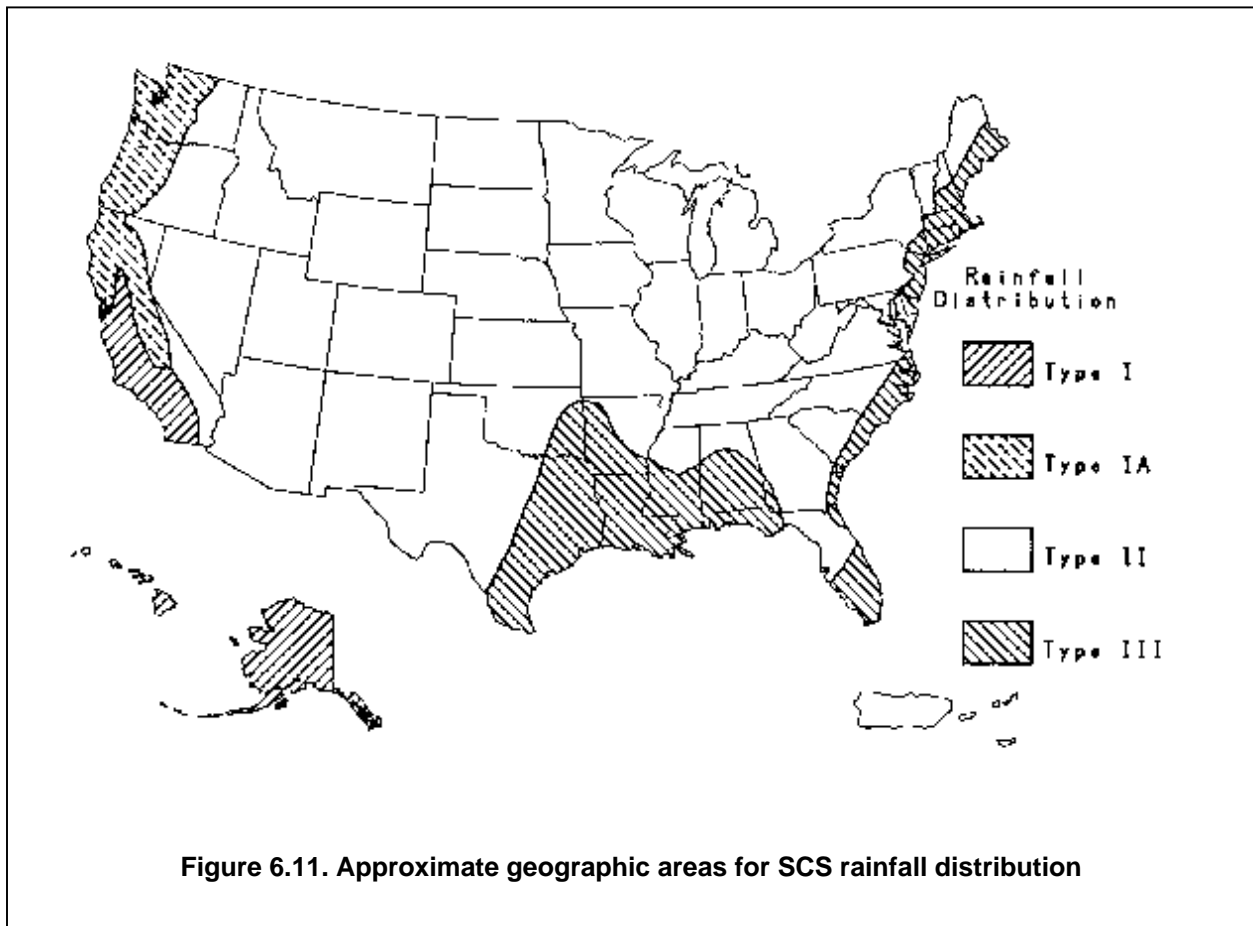 Rainfall
Distribution
Type I
Type IA
Type II
Type III
Figure 6.11. Approximate geographic areas for SCS rainfall distribution